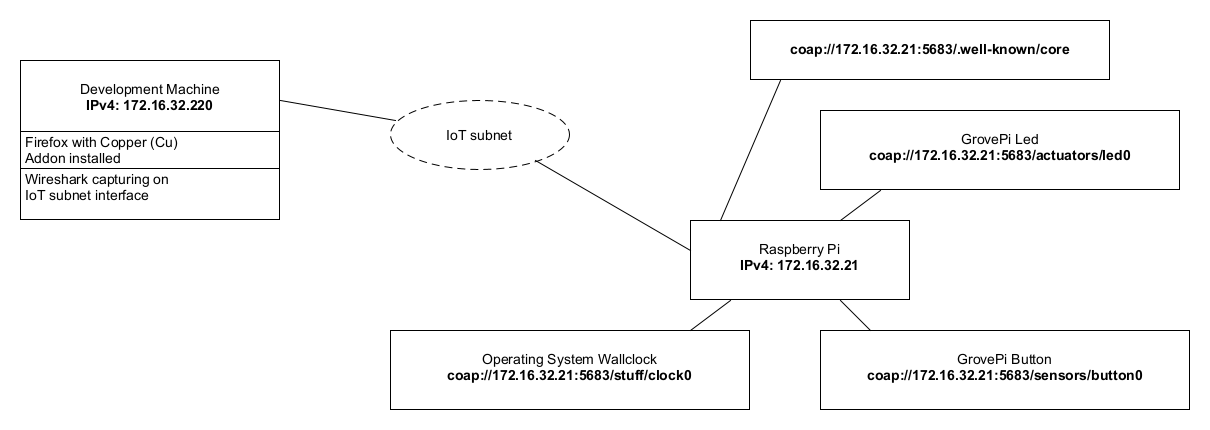 coap://172.16.32.21:5683/.well-known/core
Development Machine
IPv4: 172.16.32.220
Firefox with Copper (Cu)
Addon installed
Wireshark capturing on
IoT subnet interface
IoT subnet
GrovePi Led
coap://172.16.32.21:5683/actuators/led0
Raspberry Pi
IPv4: 172.16.32.21
Operating System Wallclock
coap://172.16.32.21:5683/stuff/clock0
GrovePi Button
coap://172.16.32.21:5683/sensors/button0